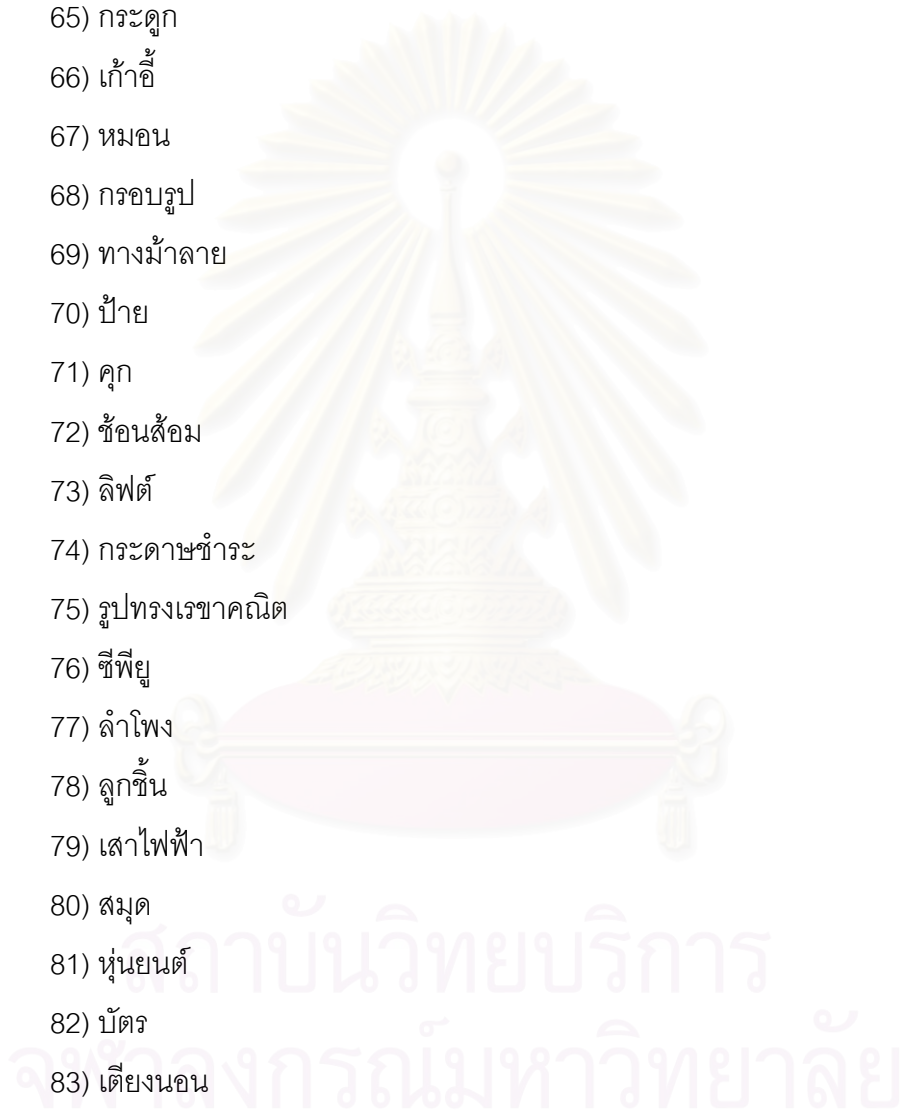 65) กระดูก
66) เก้าอี้
67) หมอน
68) กรอบรูป
69) ทางม้าลาย
70) ป้าย
71) คุก
72) ช้อนส้อม
73) ลิฟต์
74) กระดาษชำระ
75) รูปทรงเรขาคณิต
76) ซีพียู
77) ลำโพง
78) ลูกชิ้น
79) เสาไฟฟ้า
80) สมุด
สถาบันวิทยบริการ
81) หุ่นยนต์
82) บัตร
จุฬาลงกรณ์มหาวิทยาลัย
83) เตียงนอน